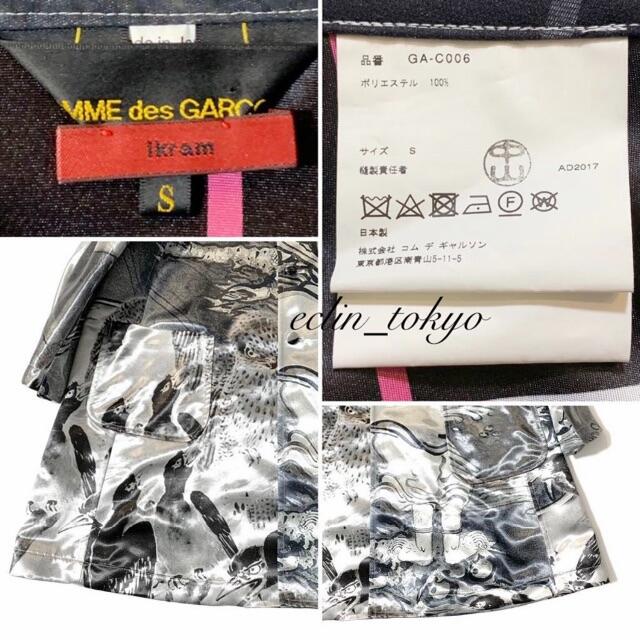 MME des GARÇO
Ikram
S
品番 GA-C006
ポリエステル 100%
サイズ S
縫製責任者
AD2017
日本製
株式会社 コム デ ギャルソン
東京都港区南青山5-11-5
eclin_tokyo